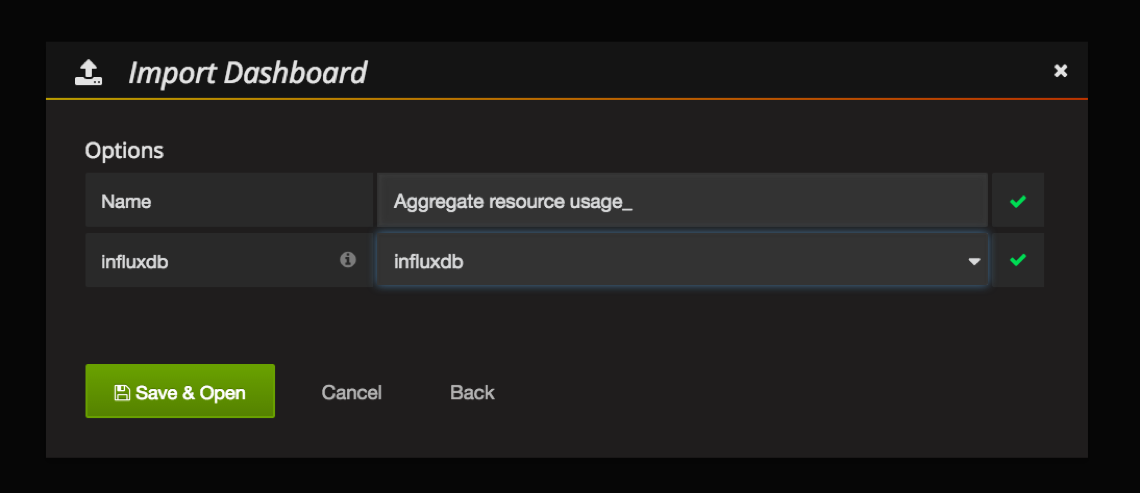 Import Dashboard
Options
Name
Aggregate resource usage_
influxdb
influxdb
Save & Open
Cancel
Back